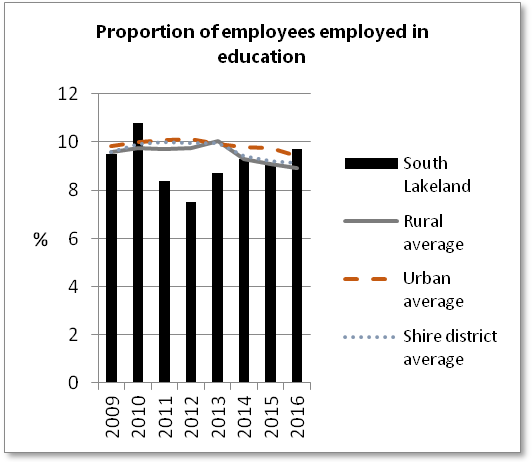 Proportion of employees employed in
education
12
10
8
6
4
2
0
%
2009
2010
2011
2012
2013
2014
2015
2016
South
Lakeland
Rural
average
Urban
average
Shire district
average